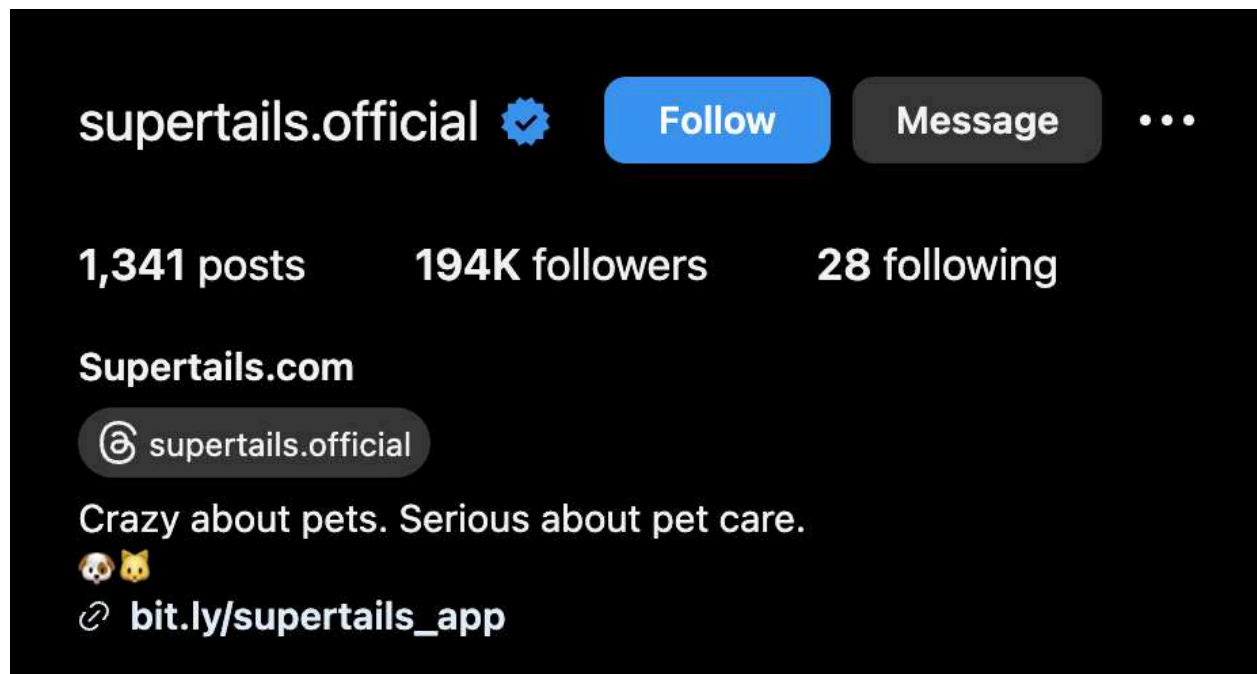 supertails.official Follow Message
1,341 posts 194K followers 28 following
Supertails.com
supertails.official
Crazy about pets. Serious about pet care.
🐶🐱
bit.ly/supertails_app